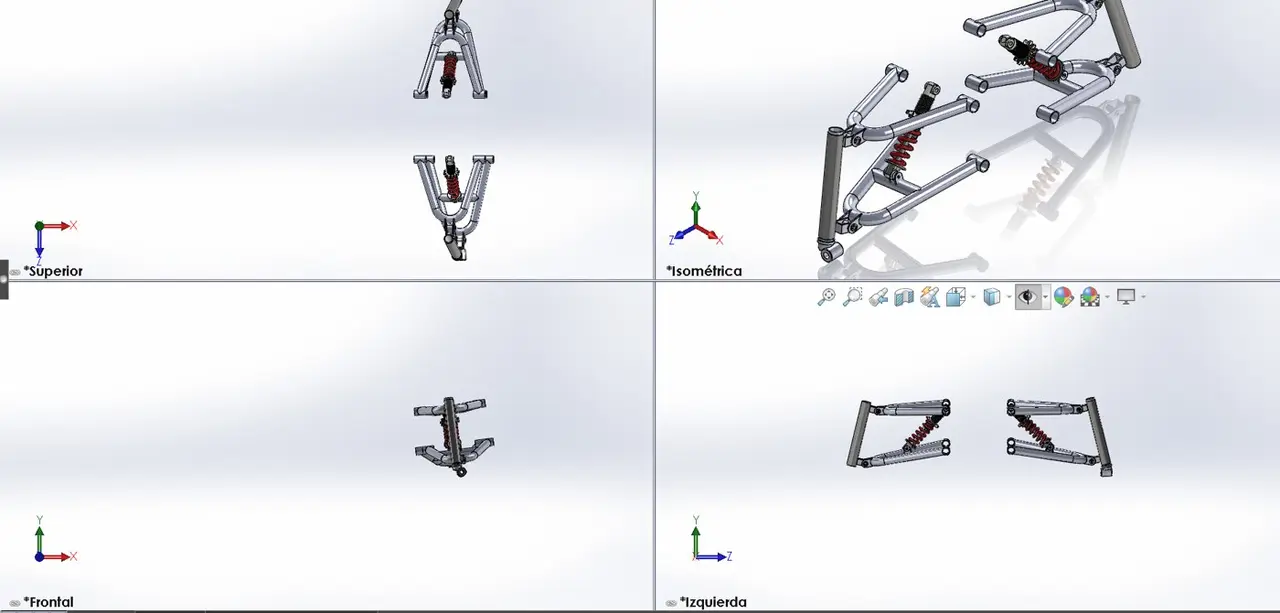 X
Z
*Superior
Y
Z
X
*Isométrica
Y
X
*Frontal
Y
Z
*Izquierda